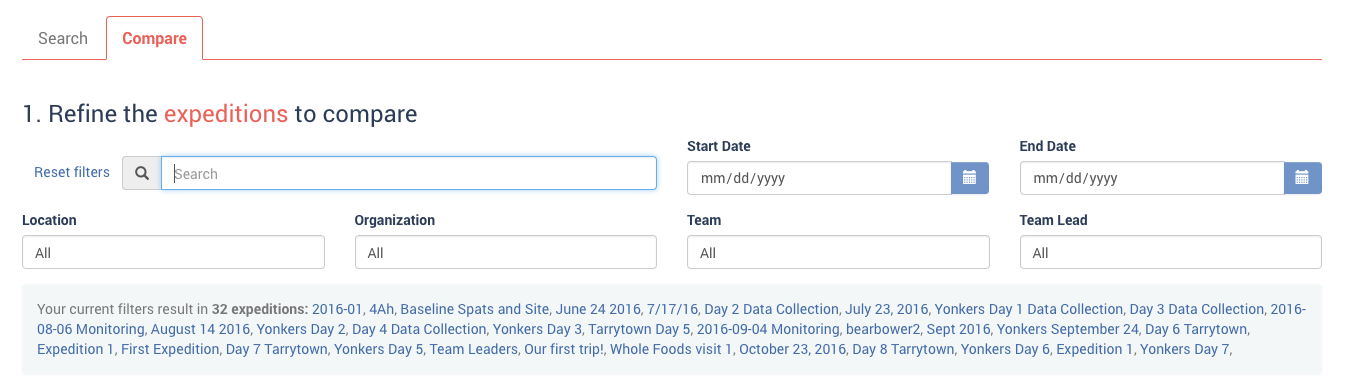 Search Compare
1. Refine the expeditions to compare
Start Date End Date
Reset filters Search mm/dd/yyyy mm/dd/yyyy
Location Organization Team Team Lead
All All All All
Your current filters result in 32 expeditions: 2016-01, 4Ah, Baseline Spats and Site, June 24 2016, 7/17/16, Day 2 Data Collection, July 23, 2016, Yonkers Day 1 Data Collection, Day 3 Data Collection, 2016-
08-06 Monitoring, August 14 2016, Yonkers Day 2, Day 4 Data Collection, Yonkers Day 3, Tarrytown Day 5, 2016-09-04 Monitoring, bearbower2, Sept 2016, Yonkers September 24, Day 6 Tarrytown,
Expedition 1, First Expedition, Day 7 Tarrytown, Yonkers Day 5, Team Leaders, Our first trip!, Whole Foods visit 1, October 23, 2016, Day 8 Tarrytown, Yonkers Day 6, Expedition 1, Yonkers Day 7,